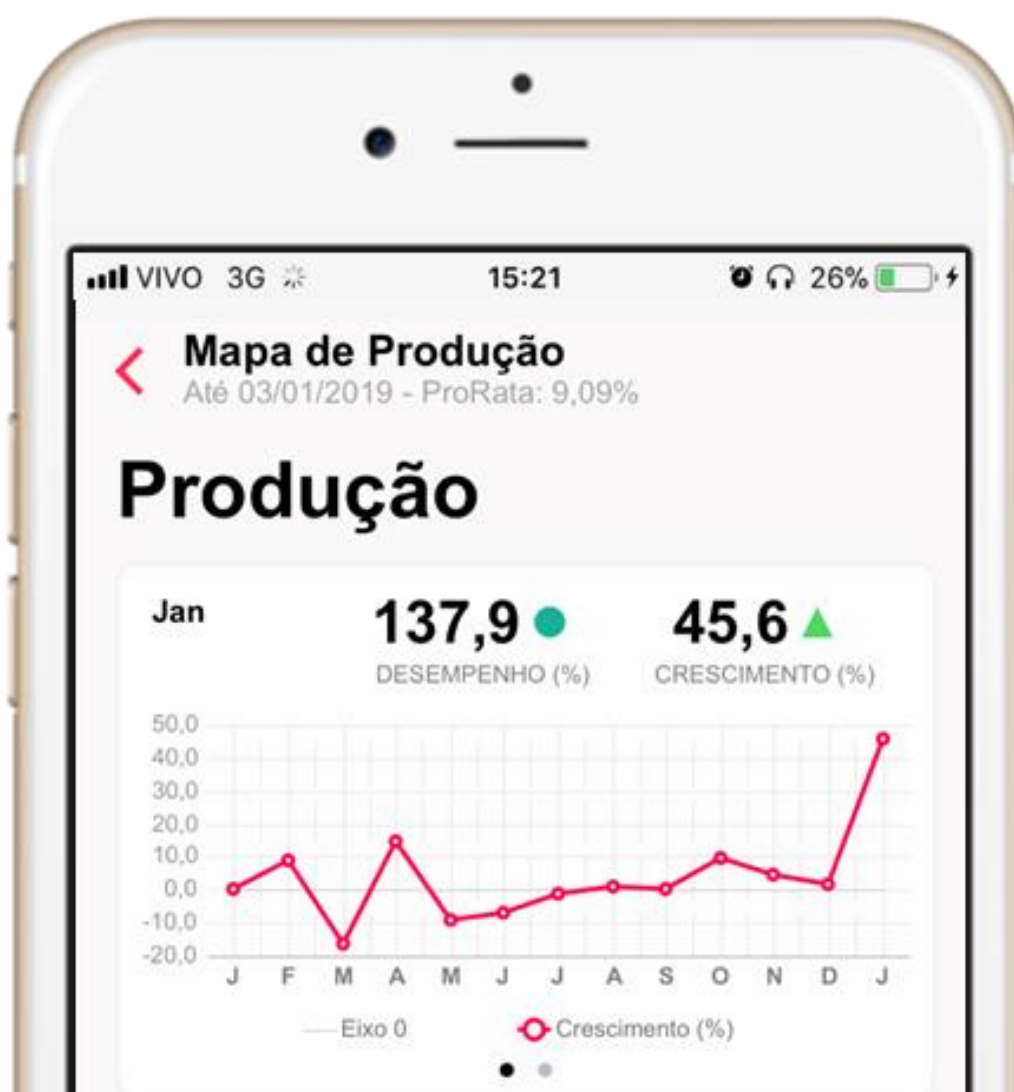 VIVO 3G 15:21 26%
Mapa de Produção
Até 03/01/2019 - ProRata: 9,09%
Produção
Jan 137,9 45,6
DESEMPENHO (%) CRESCIMENTO (%)
50,0
40,0
30,0
20,0
10,0
0,0
-10,0
-20,0
J F M A M J J A S O N D J
Eixo 0 Crescimento (%)